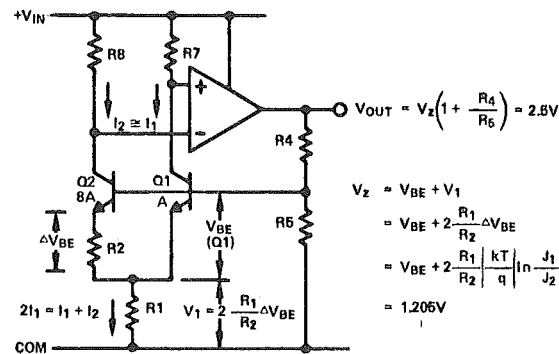 +VIN
R8
R7
+
−
I2 ≅ I1
VOUT = VZ(1 + R4/R5) = 2.5V
R4
Q2
8A
Q1
A
VZ = VBE + V1
ΔVBE
R2
VBE
(Q1)
R5
= VBE + 2 R1/R2 ΔVBE
= VBE + 2 R1/R2 |kT/q| ln J1/J2
2I1 = I1 + I2
R1
V1 = 2 R1/R2 ΔVBE
= 1.205V
COM